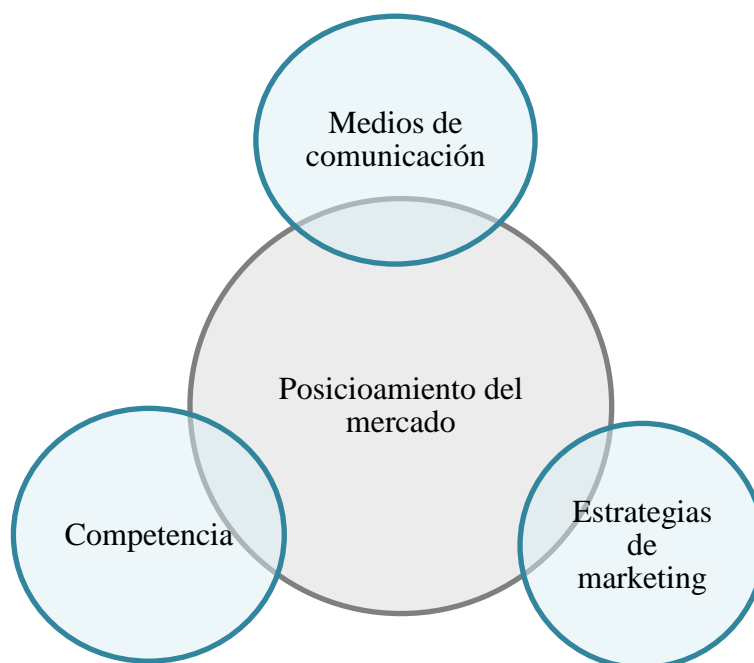 Medios de
comunicación
Posicioamiento del
mercado
Competencia
Estrategias
de
marketing